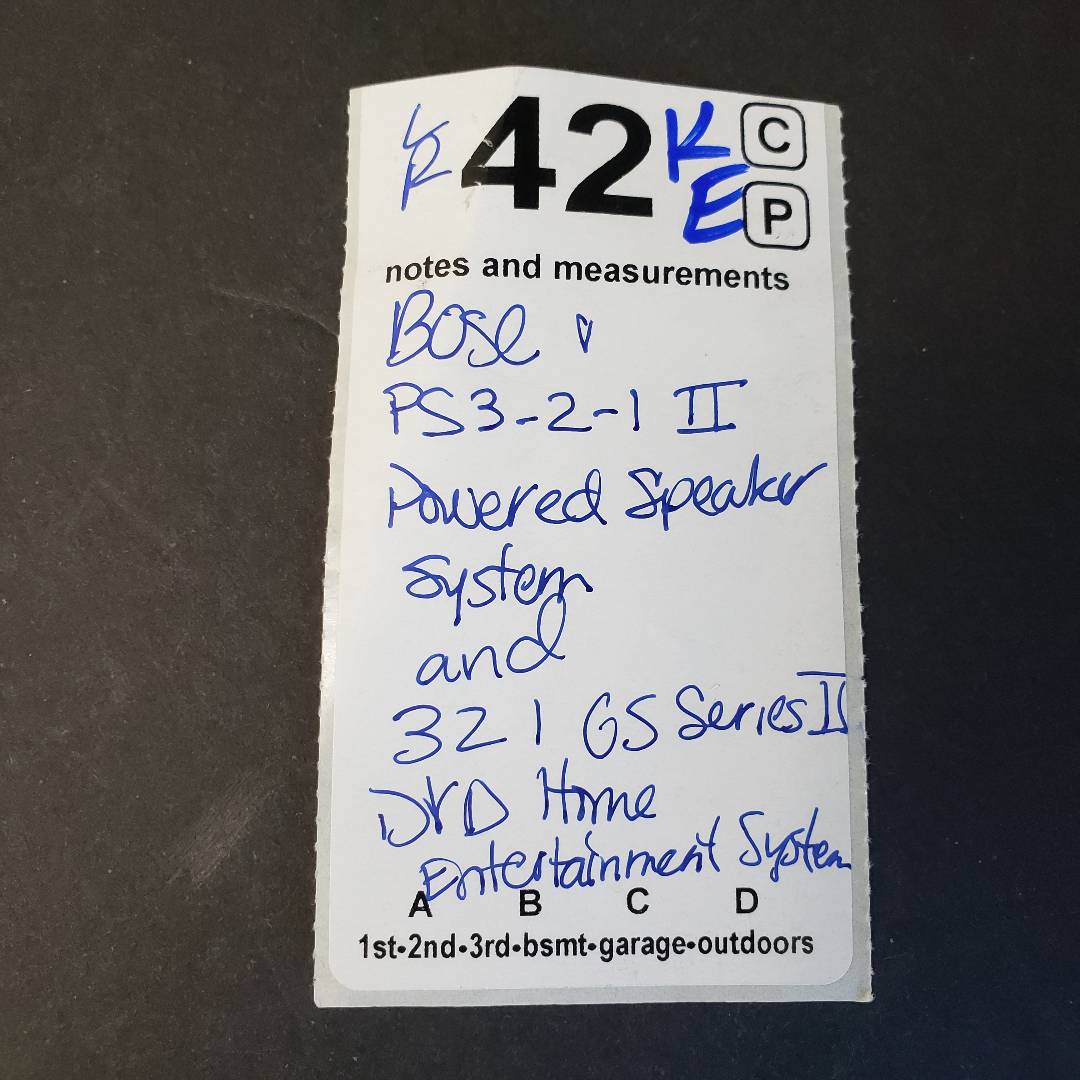 42 K C
E P
notes and measurements
Bose
PS3-2-1 II
Powered Speaker
System
and
321 GS Series II
DVD Home
Entertainment System
A B C D
1st•2nd•3rd•bsmt•garage•outdoors